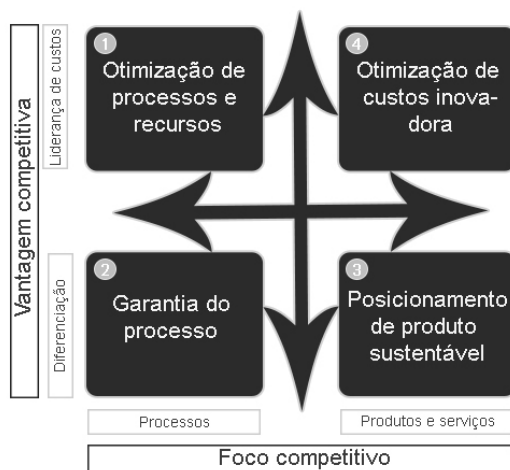 Vantagem competitiva
Liderança de custos
Diferenciação
1
Otimização de
processos e
recursos
4
Otimização de
custos inova-
dora
2
Garantia do
processo
3
Posicionamento
de produto
sustentável
Processos
Produtos e serviços
Foco competitivo